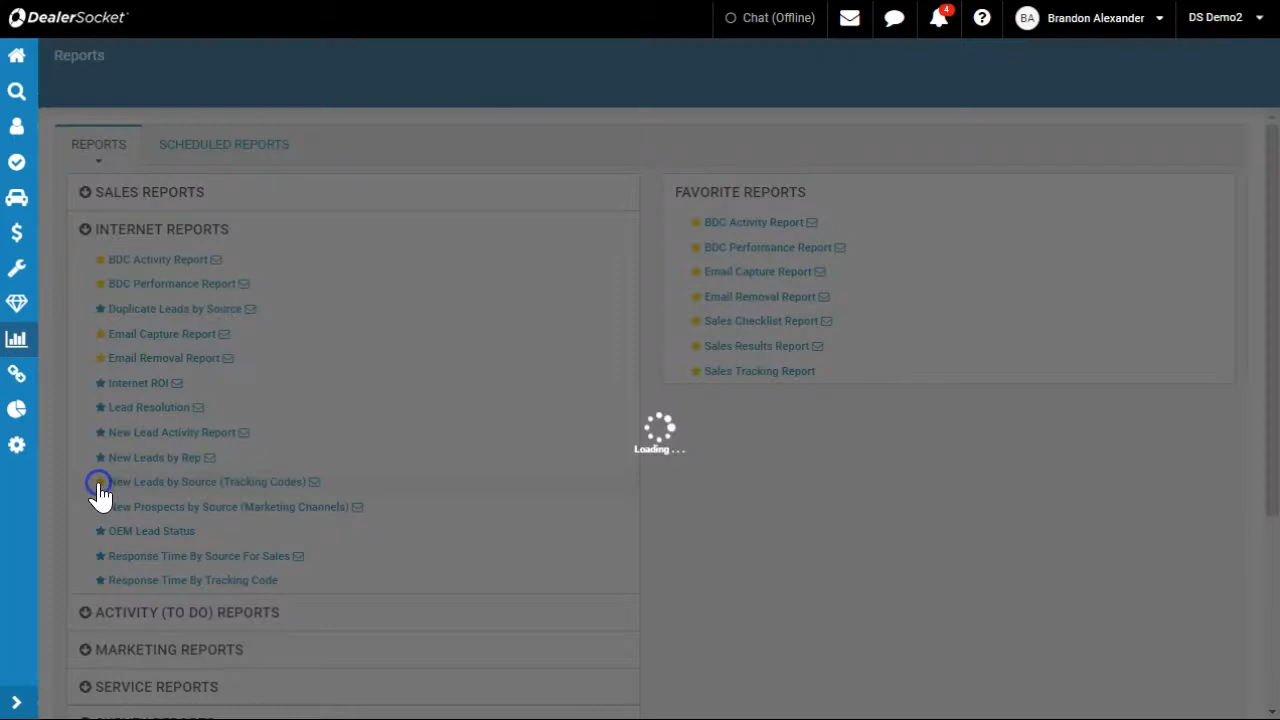 DealerSocket
Chat (Offline)
4
BA
Brandon Alexander
DS Demo2
Reports
REPORTS
SCHEDULED REPORTS
SALES REPORTS
INTERNET REPORTS
BDC Activity Report
BDC Performance Report
Duplicate Leads by Source
Email Capture Report
Email Removal Report
Internet ROI
Lead Resolution
New Lead Activity Report
New Leads by Rep
New Leads by Source (Tracking Codes)
New Prospects by Source (Marketing Channels)
OEM Lead Status
Response Time By Source For Sales
Response Time By Tracking Code
ACTIVITY (TO DO) REPORTS
MARKETING REPORTS
SERVICE REPORTS
FAVORITE REPORTS
BDC Activity Report
BDC Performance Report
Email Capture Report
Email Removal Report
Sales Checklist Report
Sales Results Report
Sales Tracking Report
Loading . . .